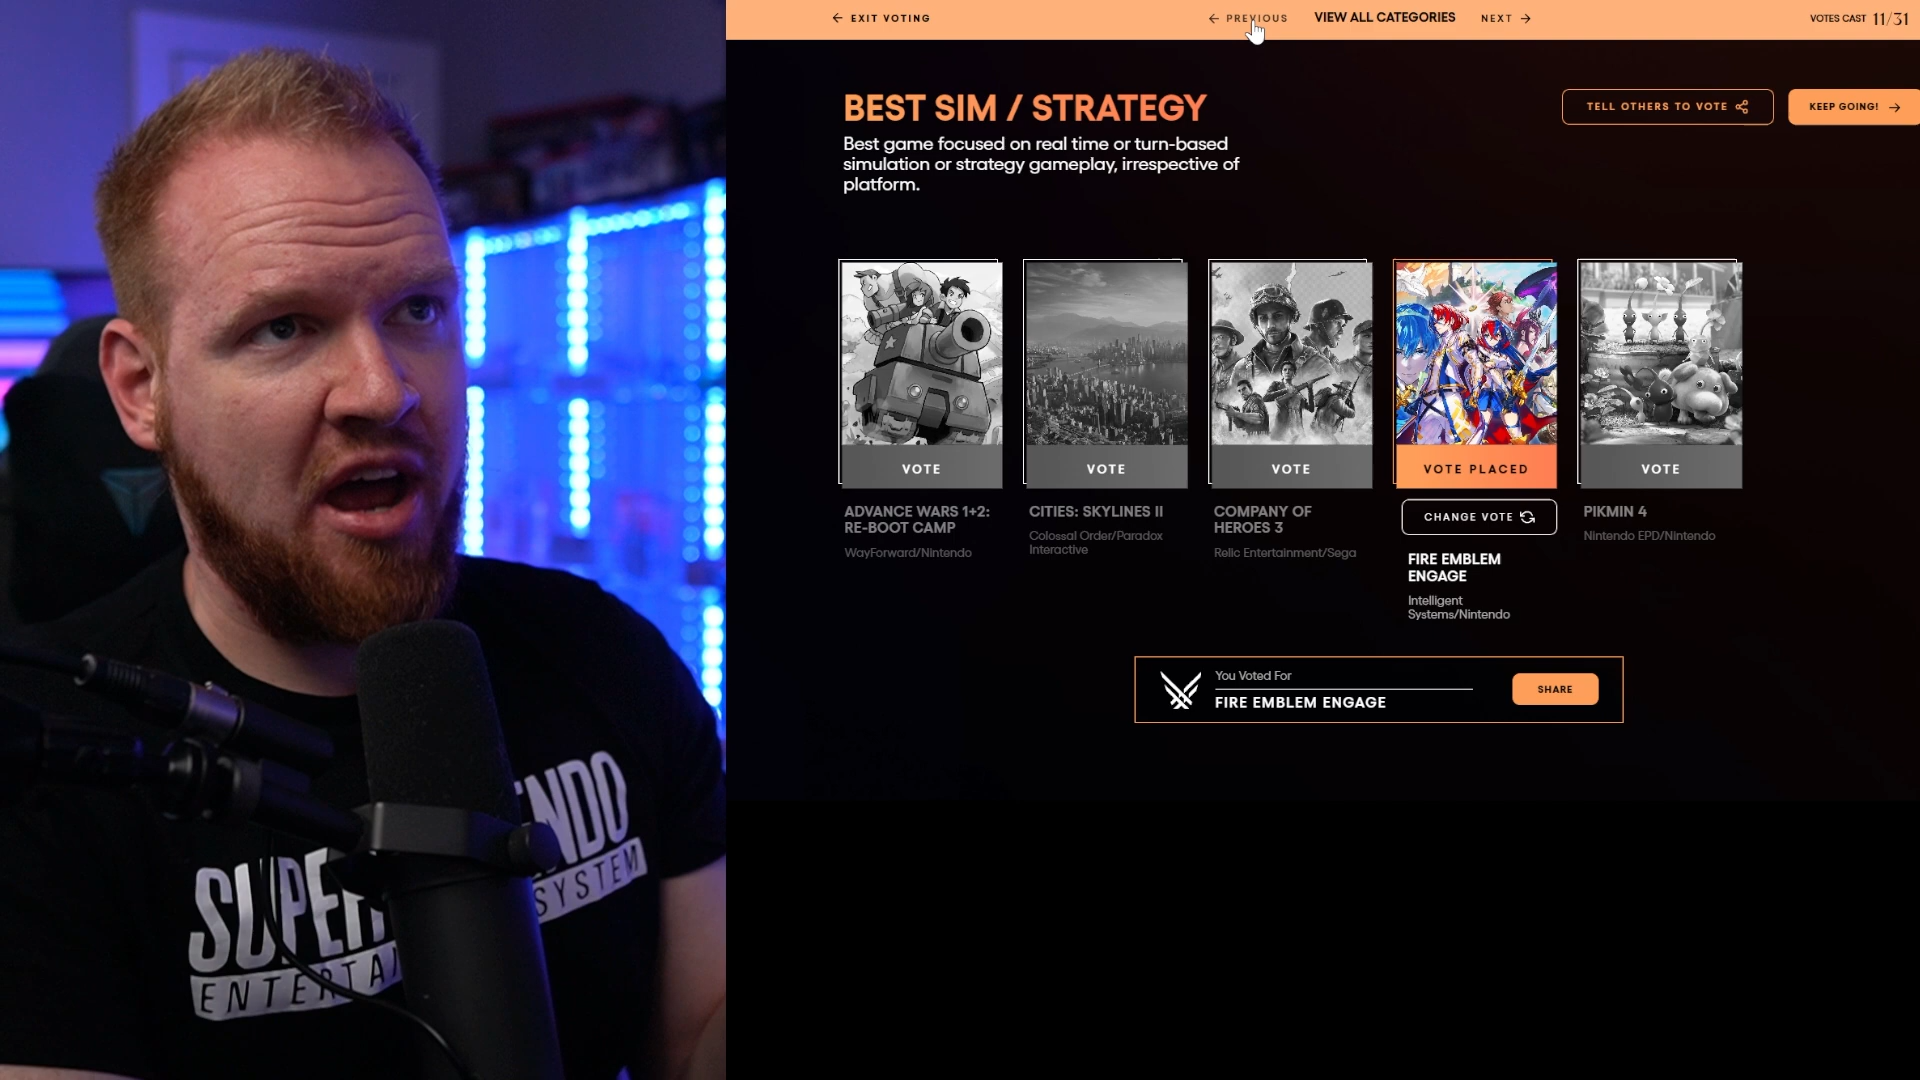 EXIT VOTING
PREVIOUS
VIEW ALL CATEGORIES
NEXT
VOTES CAST 11/31
BEST SIM / STRATEGY
TELL OTHERS TO VOTE
KEEP GOING!
Best game focused on real time or turn-based
simulation or strategy gameplay, irrespective of
platform.
VOTE
VOTE
VOTE
VOTE PLACED
VOTE
ADVANCE WARS 1+2:
RE-BOOT CAMP
WayForward/Nintendo
CITIES: SKYLINES II
Colossal Order/Paradox
Interactive
COMPANY OF
HEROES 3
Relic Entertainment/Sega
CHANGE VOTE
FIRE EMBLEM
ENGAGE
Intelligent
Systems/Nintendo
PIKMIN 4
Nintendo EPD/Nintendo
You Voted For
FIRE EMBLEM ENGAGE
SHARE
SUPER NDO
ENTERTA SYSTEM